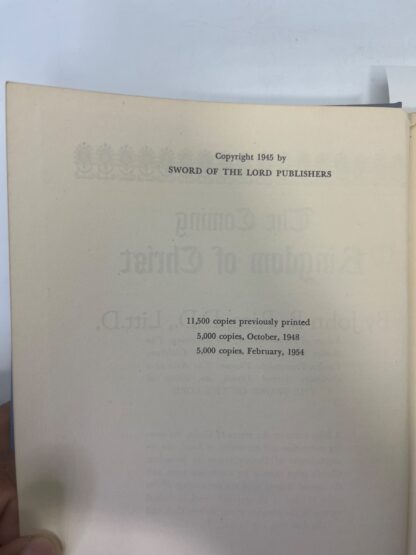 Copyright 1945 by
SWORD OF THE LORD PUBLISHERS
11,500 copies previously printed
5,000 copies, October, 1948
5,000 copies, February, 1954